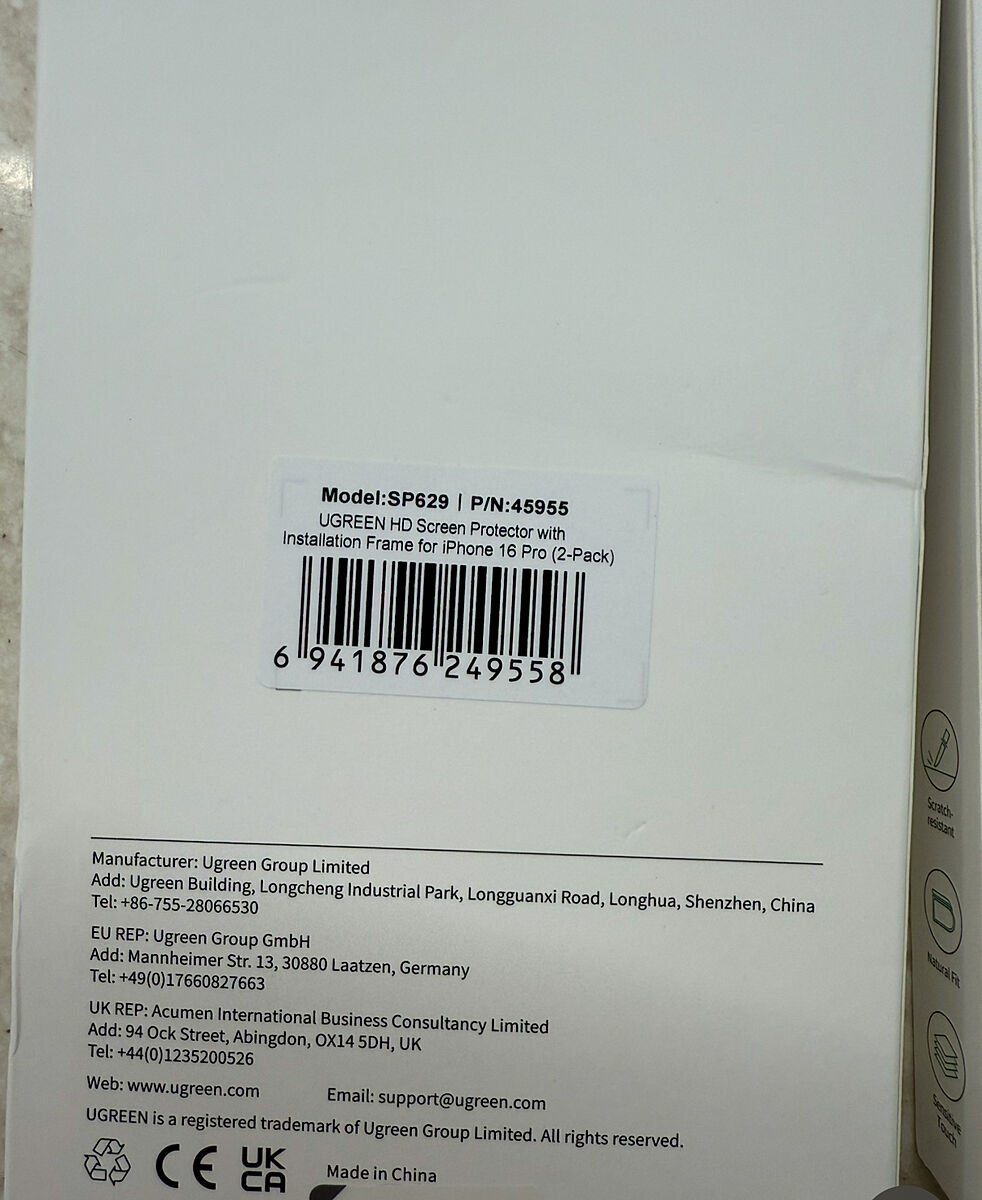 Model:SP629 | P/N:45955
UGREEN HD Screen Protector with
Installation Frame for iPhone 16 Pro (2-Pack)
6 941876 249558
Manufacturer: Ugreen Group Limited
Add: Ugreen Building, Longcheng Industrial Park, Longguanxi Road, Longhua, Shenzhen, China
Tel: +86-755-28066530
EU REP: Ugreen Group GmbH
Add: Mannheimer Str. 13, 30880 Laatzen, Germany
Tel: +49(0)17660827663
UK REP: Acumen International Business Consultancy Limited
Add: 94 Ock Street, Abingdon, OX14 5DH, UK
Tel: +44(0)1235200526
Web: www.ugreen.com Email: support@ugreen.com
UGREEN is a registered trademark of Ugreen Group Limited. All rights reserved.
CE UK
CA
Made in China
Scratch-
resistant
Natural Fit
Sensitive
Touch